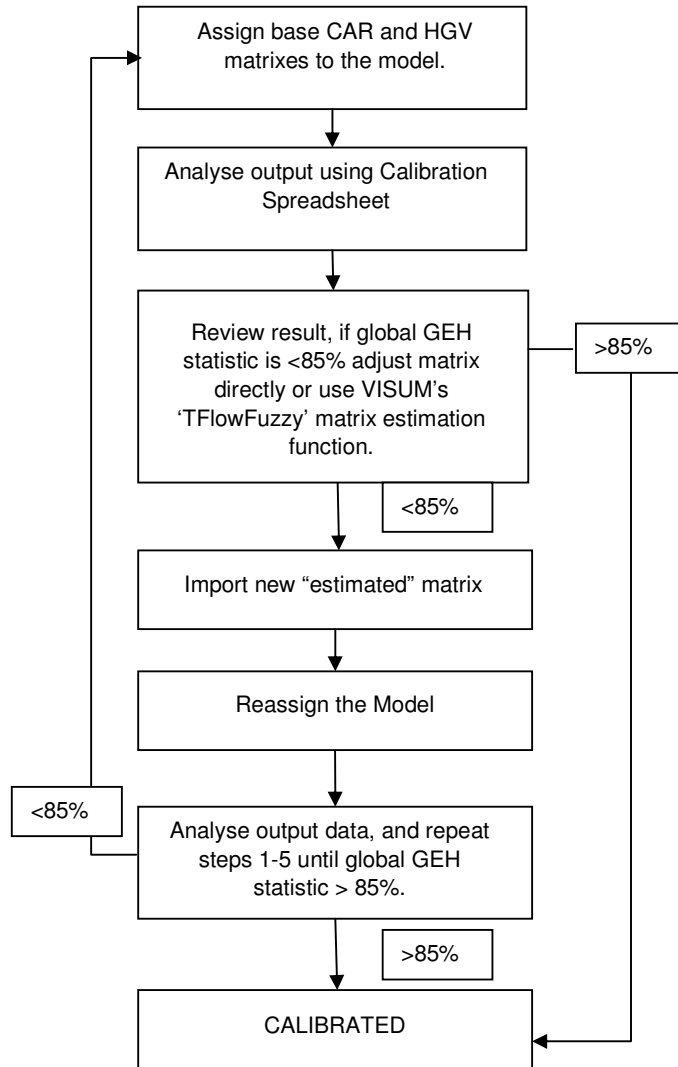 Assign base CAR and HGV
matrixes to the model.
Analyse output using Calibration
Spreadsheet
Review result, if global GEH
statistic is <85% adjust matrix
directly or use VISUM’s
‘TFlowFuzzy’ matrix estimation
function.
>85%
<85%
Import new “estimated” matrix
Reassign the Model
<85%
Analyse output data, and repeat
steps 1-5 until global GEH
statistic > 85%.
>85%
CALIBRATED